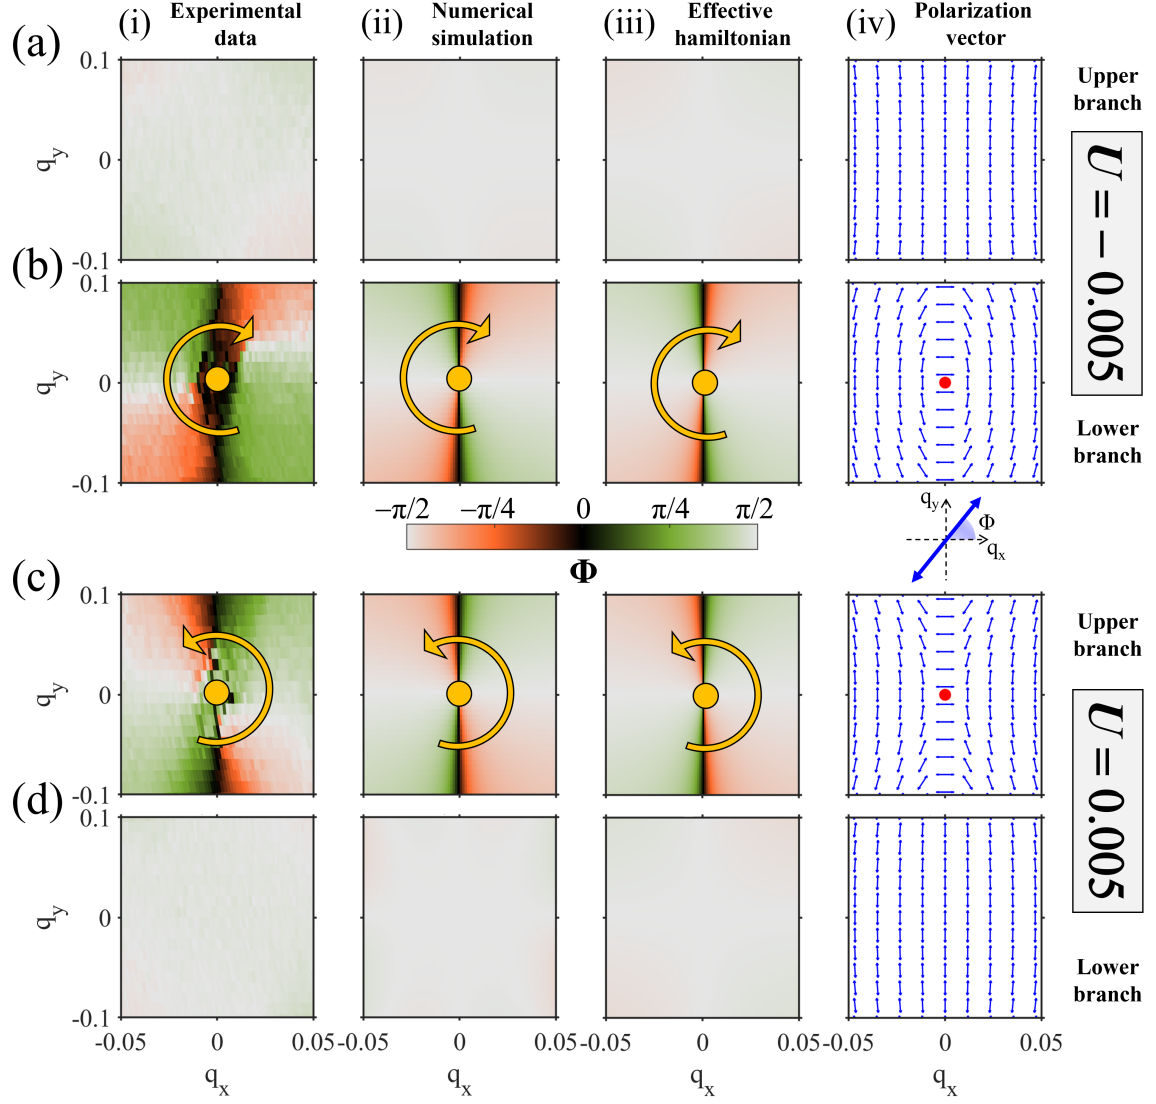 (i) Experimental data (ii) Numerical simulation (iii) Effective hamiltonian (iv) Polarization vector
(a)
0.1
q_y 0
-0.1
Upper branch
U = − 0.005
(b)
0.1
q_y 0
-0.1
Lower branch
−π/2 −π/4 0 π/4 π/2
Φ
q_y
Φ
q_x
(c)
0.1
q_y 0
-0.1
Upper branch
U = 0.005
(d)
0.1
q_y 0
-0.1
Lower branch
-0.05 0 0.05 -0.05 0 0.05 -0.05 0 0.05 -0.05 0 0.05
q_x q_x q_x q_x